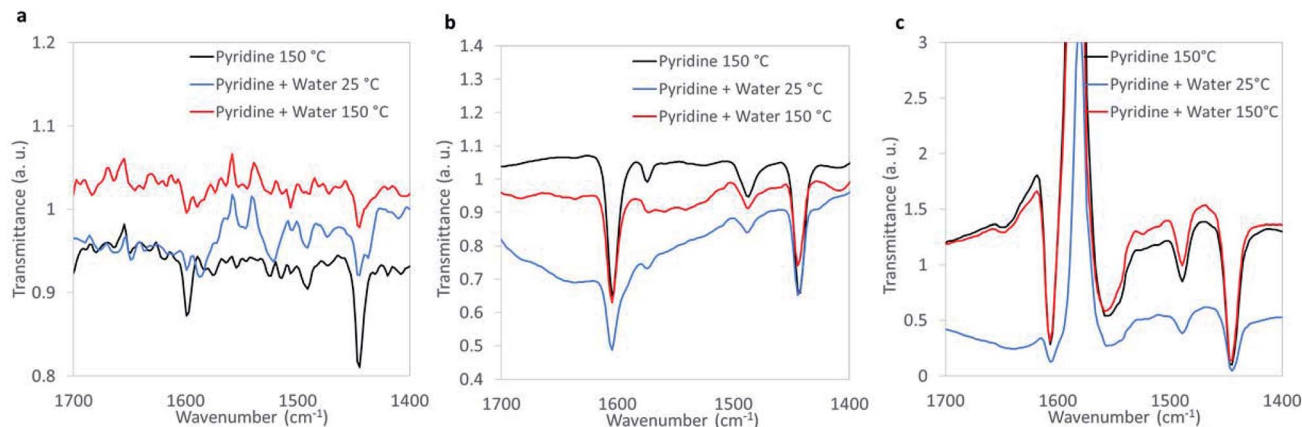 a
1.2
1.1
1
0.9
0.8
Transmittance (a. u.)
Pyridine 150 °C
Pyridine + Water 25 °C
Pyridine + Water 150 °C
1700 1600 1500 1400
Wavenumber (cm-1)
b
1.4
1.3
1.2
1.1
1
0.9
0.8
0.7
0.6
0.5
0.4
Transmittance (a. u.)
Pyridine 150 °C
Pyridine + Water 25 °C
Pyridine + Water 150 °C
1700 1600 1500 1400
Wavenumber (cm-1)
c
3
2.5
2
1.5
1
0.5
0
Transmittance (a. u.)
Pyridine 150°C
Pyridine + Water 25 °C
Pyridine + Water 150°C
1700 1600 1500 1400
Wavenumber (cm-1)